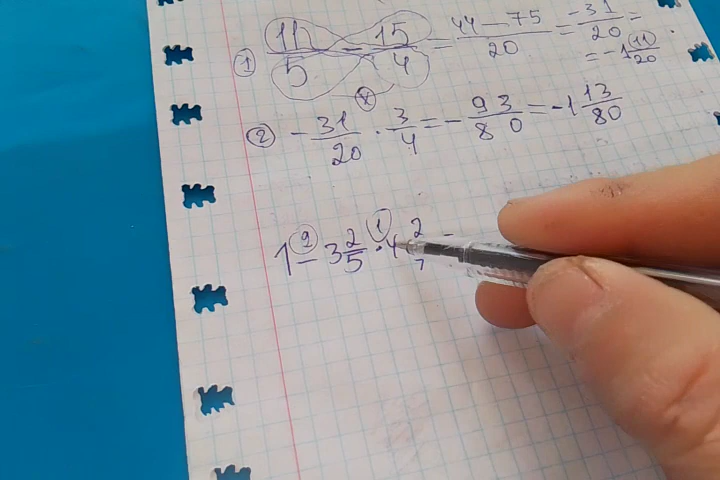 ① 11/5 - 15/4 = 44-75/20 = -31/20 =
= -1 11/20
×
② - 31/20 · 3/4 = - 93/80 = -1 13/80
② ①
1 - 3 2/5 · 4 2/7 =